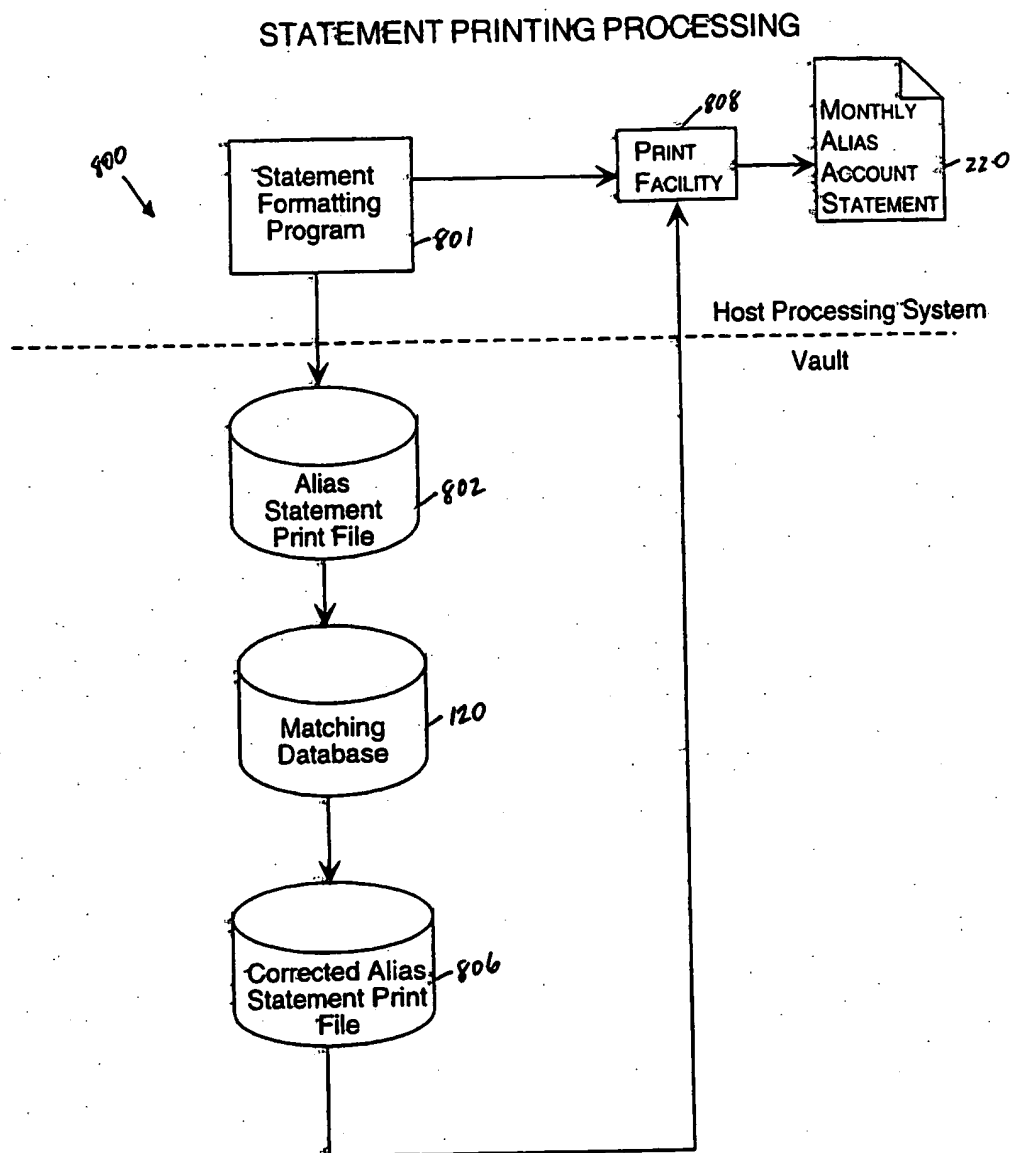 STATEMENT PRINTING PROCESSING
800
Statement
Formatting
Program
801
808
PRINT
FACILITY
MONTHLY
ALIAS
ACCOUNT
STATEMENT
220
Host Processing System
Vault
Alias
Statement
Print File
802
Matching
Database
120
Corrected Alias
Statement Print
File
806